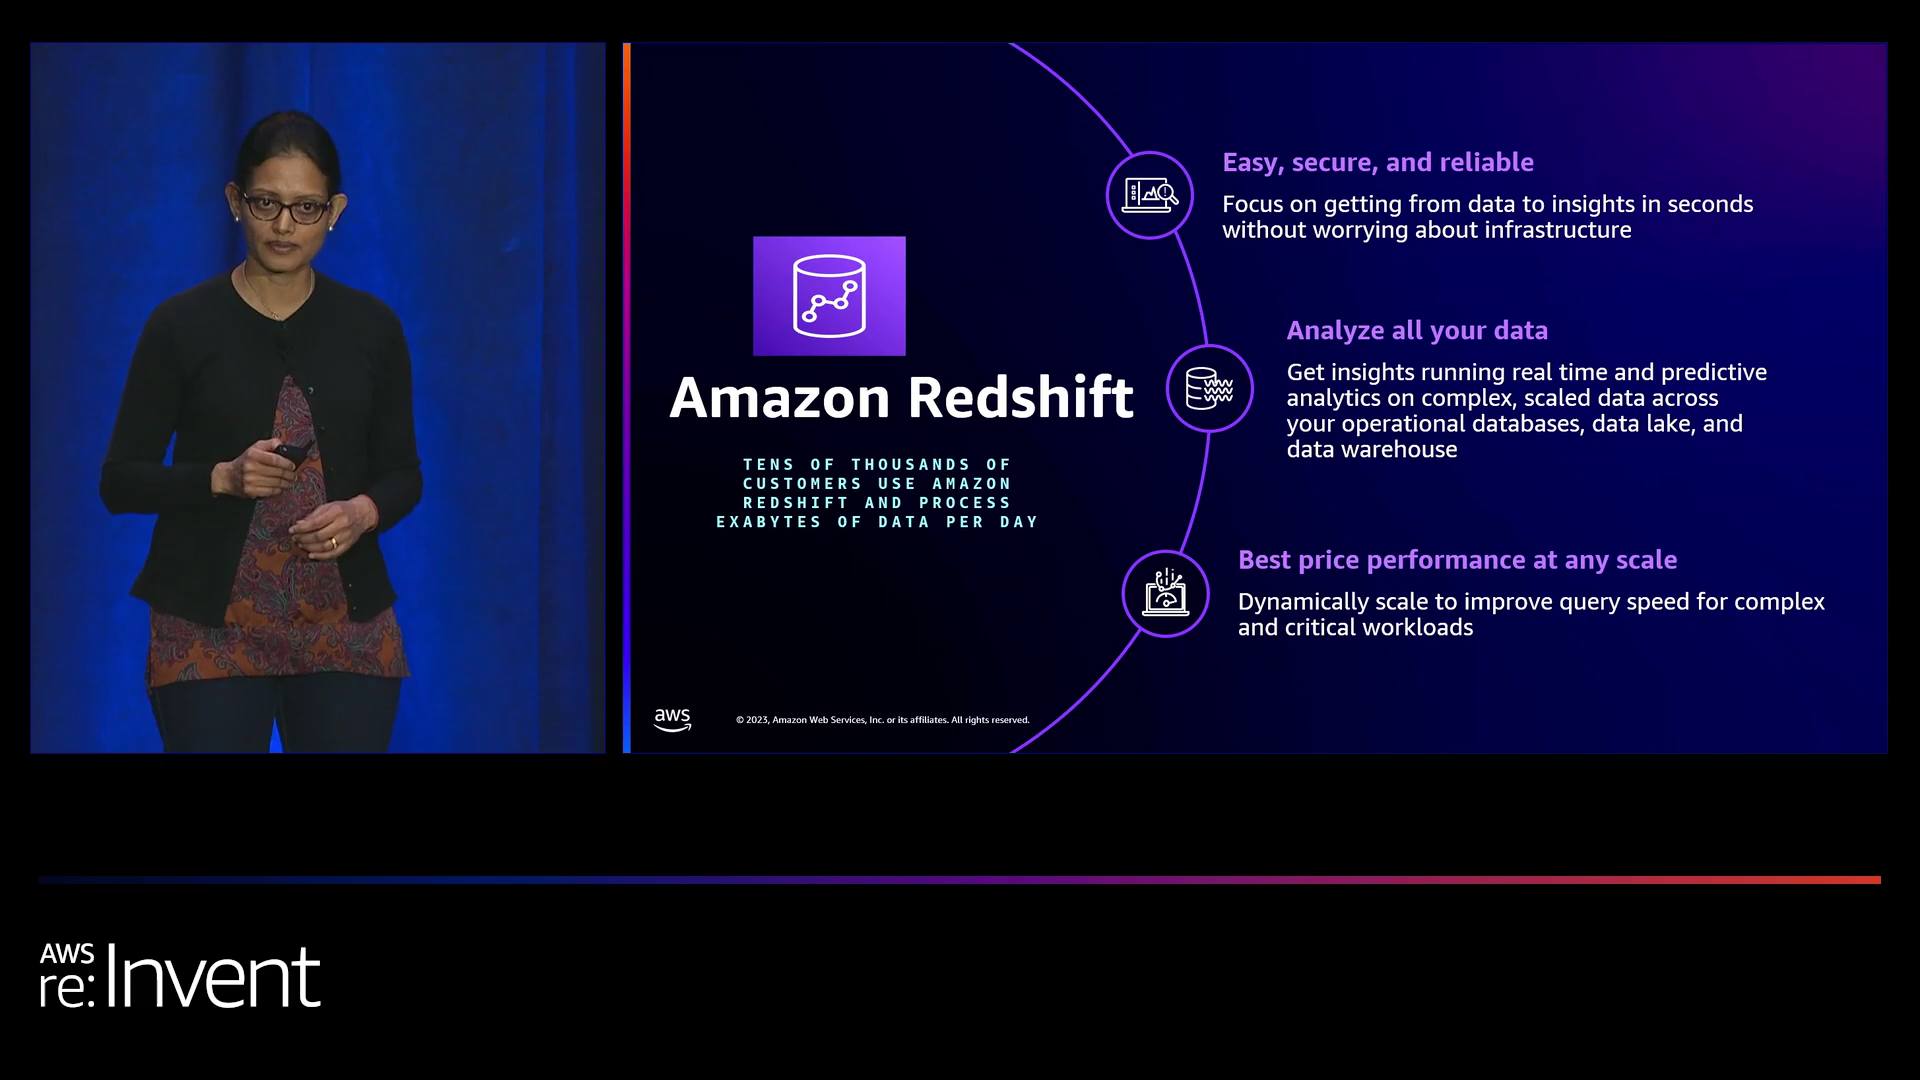 Amazon Redshift
TENS OF THOUSANDS OF
CUSTOMERS USE AMAZON
REDSHIFT AND PROCESS
EXABYTES OF DATA PER DAY
Easy, secure, and reliable
Focus on getting from data to insights in seconds
without worrying about infrastructure
Analyze all your data
Get insights running real time and predictive
analytics on complex, scaled data across
your operational databases, data lake, and
data warehouse
Best price performance at any scale
Dynamically scale to improve query speed for complex
and critical workloads
aws
© 2023, Amazon Web Services, Inc. or its affiliates. All rights reserved.
AWS
re:Invent